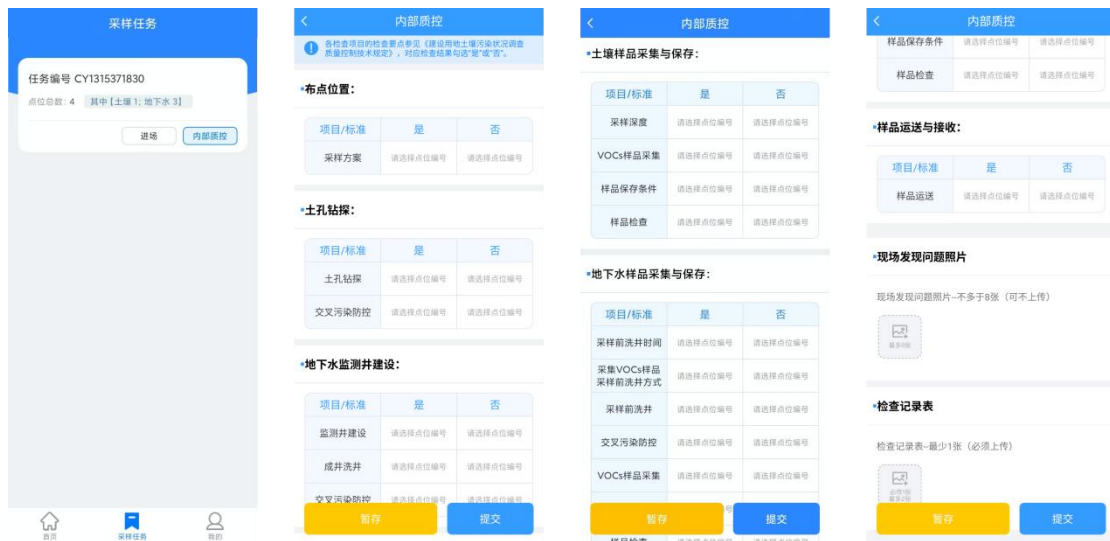 采样任务
任务编号 CY1315371830
点位总数: 4 其中【土壤 1; 地下水 3】
进场 内部质控
首页 采样任务 我的
内部质控
各检查项目的检查要点参见《建设用地土壤污染状况调查
质量控制技术规定》，对应检查结果勾选"是"或"否"。
布点位置：
项目/标准 是 否
采样方案 请选择点位编号 请选择点位编号
土孔钻探：
项目/标准 是 否
土孔钻探 请选择点位编号 请选择点位编号
交叉污染防控 请选择点位编号 请选择点位编号
地下水监测井建设：
项目/标准 是 否
监测井建设 请选择点位编号 请选择点位编号
成井洗井 请选择点位编号 请选择点位编号
交叉污染防控 请选择点位编号 请选择点位编号
暂存 提交
内部质控
土壤样品采集与保存：
项目/标准 是 否
采样深度 请选择点位编号 请选择点位编号
VOCs样品采集 请选择点位编号 请选择点位编号
样品保存条件 请选择点位编号 请选择点位编号
样品检查 请选择点位编号 请选择点位编号
地下水样品采集与保存：
项目/标准 是 否
采样前洗井时间 请选择点位编号 请选择点位编号
采集VOCs样品
采样前洗井方式 请选择点位编号 请选择点位编号
采样前洗井 请选择点位编号 请选择点位编号
交叉污染防控 请选择点位编号 请选择点位编号
VOCs样品采集 请选择点位编号 请选择点位编号
暂存 提交
内部质控
样品保存条件 请选择点位编号 请选择点位编号
样品检查 请选择点位编号 请选择点位编号
样品运送与接收：
项目/标准 是 否
样品运送 请选择点位编号 请选择点位编号
现场发现问题照片
现场发现问题照片--不多于8张（可不上传）
最多8张
检查记录表
检查记录表--最少1张（必须上传）
暂存 提交